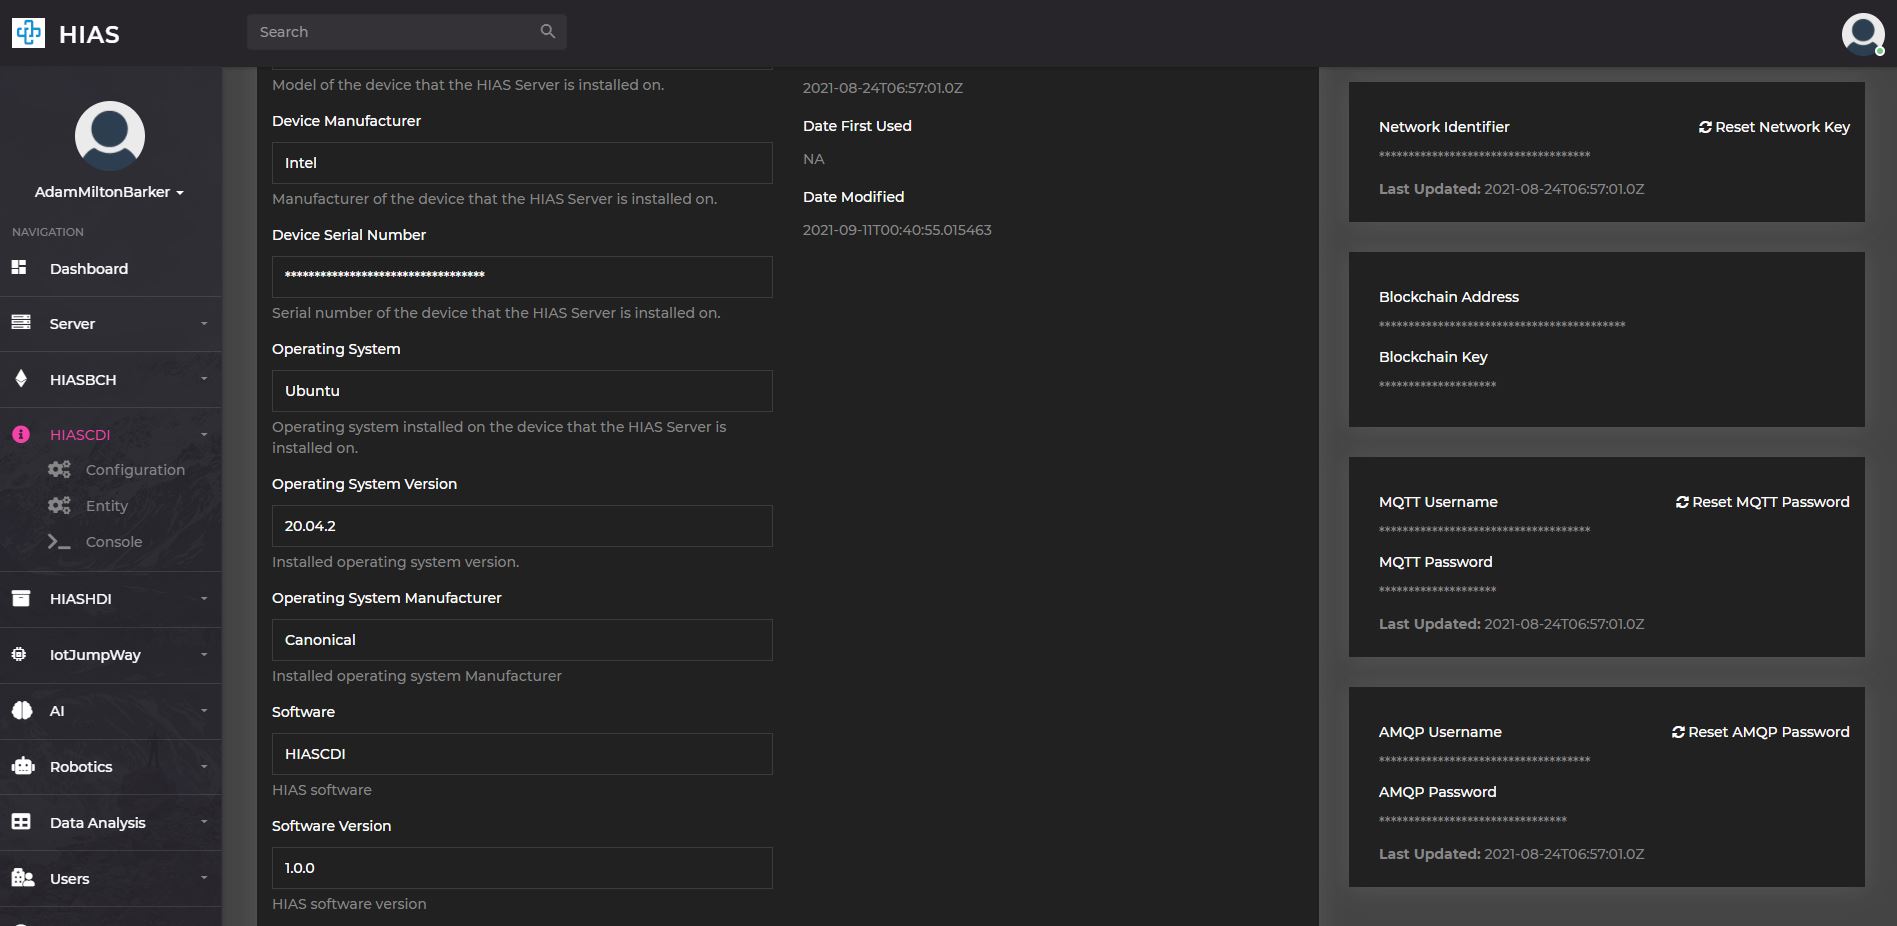 HIAS
Search
AdamMiltonBarker
NAVIGATION
Dashboard
Server
HIASBCH
HIASCDI
Configuration
Entity
Console
HIASHDI
IotJumpWay
AI
Robotics
Data Analysis
Users
Model of the device that the HIAS Server is installed on.
Device Manufacturer
Intel
Manufacturer of the device that the HIAS Server is installed on.
Device Serial Number
**********************************
Serial number of the device that the HIAS Server is installed on.
Operating System
Ubuntu
Operating system installed on the device that the HIAS Server is
installed on.
Operating System Version
20.04.2
Installed operating system version.
Operating System Manufacturer
Canonical
Installed operating system Manufacturer
Software
HIASCDI
HIAS software
Software Version
1.0.0
HIAS software version
2021-08-24T06:57:01.0Z
Date First Used
NA
Date Modified
2021-09-11T00:40:55.015463
Network Identifier
Reset Network Key
************************************
Last Updated: 2021-08-24T06:57:01.0Z
Blockchain Address
******************************************
Blockchain Key
********************
MQTT Username
Reset MQTT Password
************************************
MQTT Password
********************
Last Updated: 2021-08-24T06:57:01.0Z
AMQP Username
Reset AMQP Password
************************************
AMQP Password
********************************
Last Updated: 2021-08-24T06:57:01.0Z